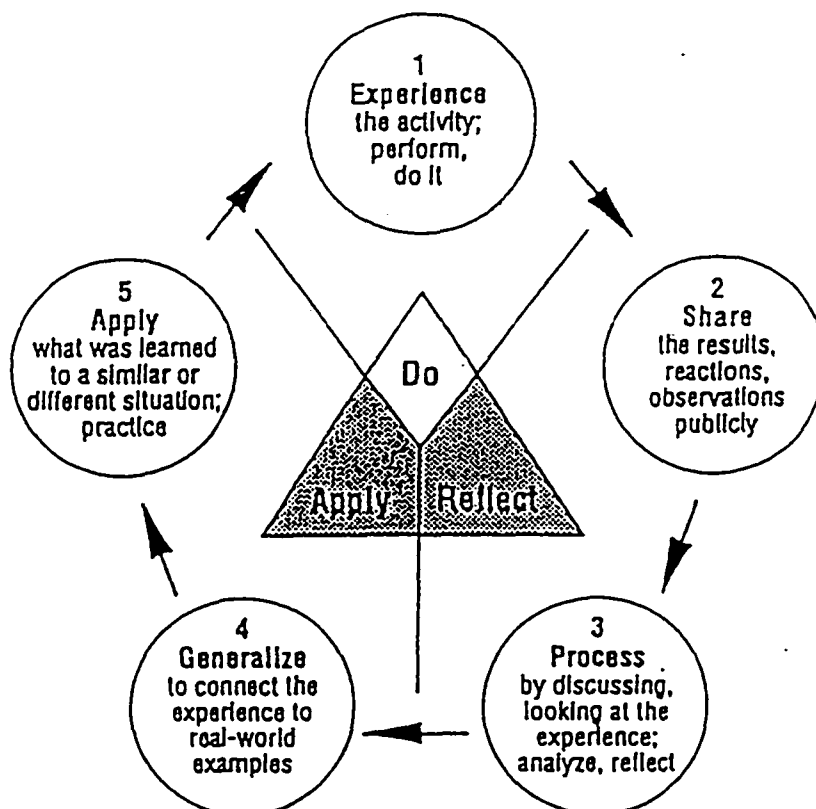 1
Experience
the activity;
perform,
do it
2
Share
the results,
reactions,
observations
publicly
3
Process
by discussing,
looking at the
experience;
analyze, reflect
4
Generalize
to connect the
experience to
real-world
examples
5
Apply
what was learned
to a similar or
different situation;
practice
Do
Apply
Reflect